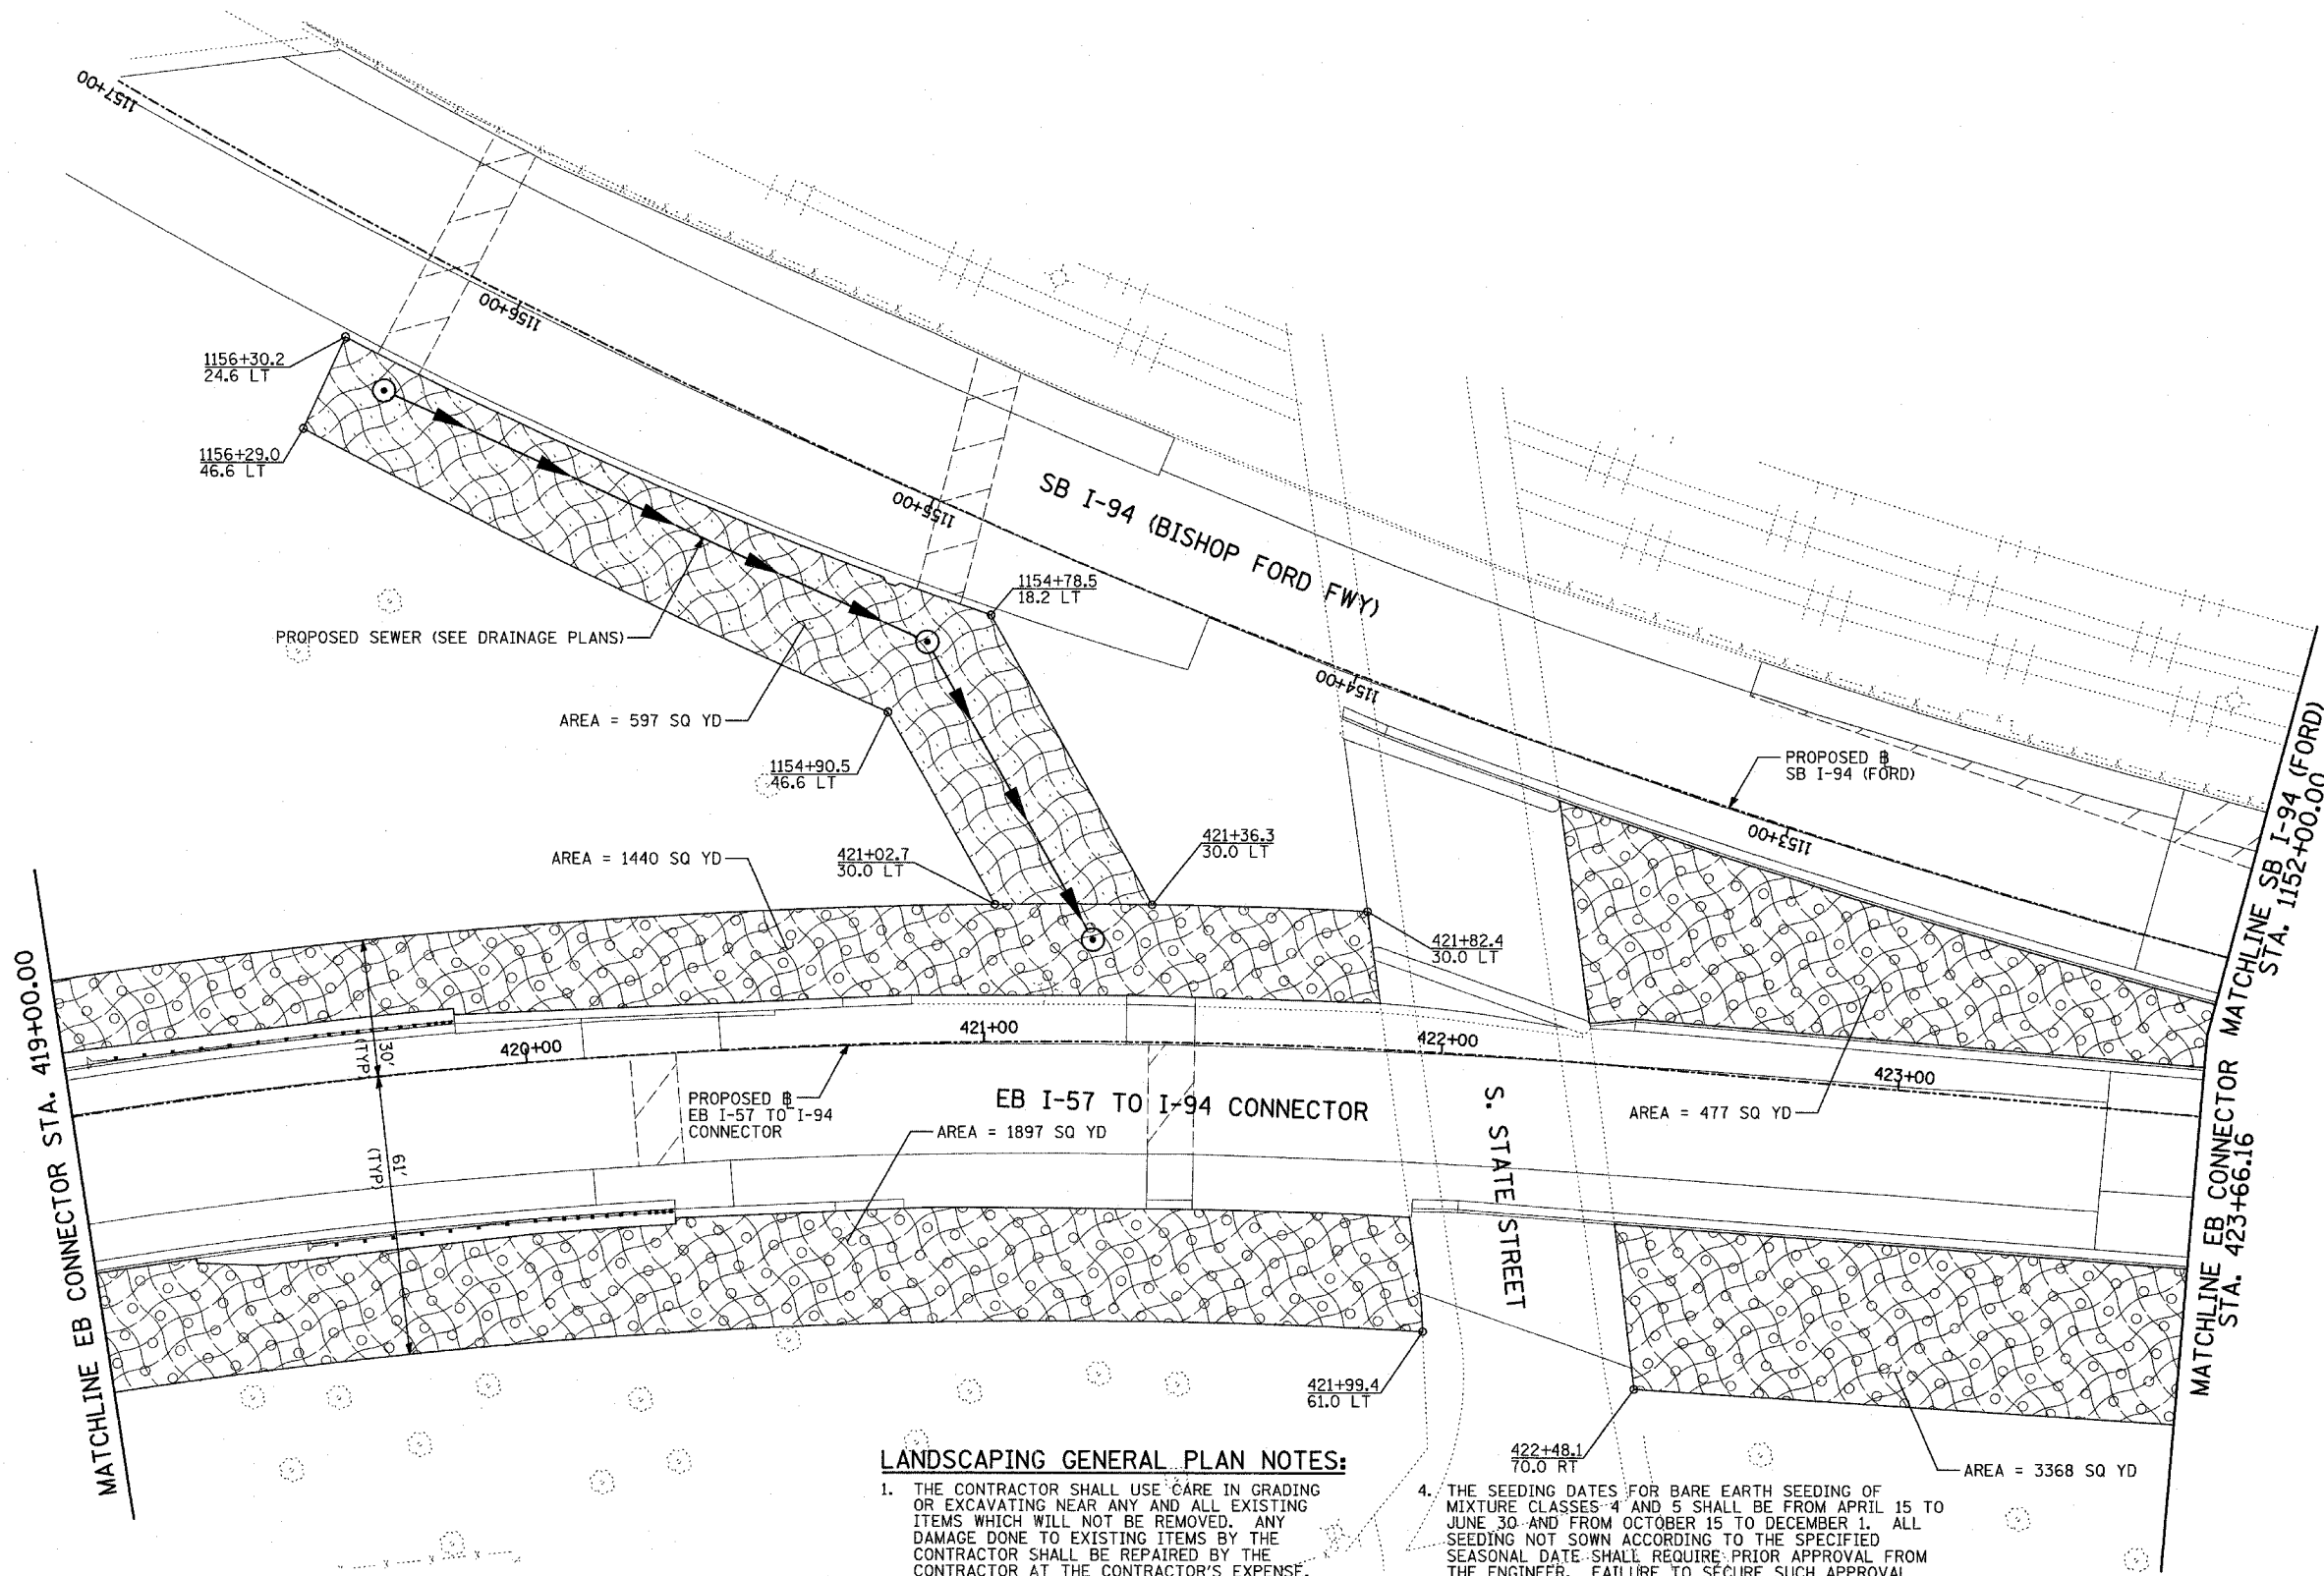 1157+00
1156+00
1155+00
1154+00
1153+00
1156+30.2
24.6 LT
1156+29.0
46.6 LT
SB I-94 (BISHOP FORD FWY)
1154+78.5
18.2 LT
PROPOSED SEWER (SEE DRAINAGE PLANS)
AREA = 597 SQ YD
1154+90.5
46.6 LT
PROPOSED B
SB I-94 (FORD)
MATCHLINE SB I-94 (FORD)
STA. 1152+00.00
AREA = 1440 SQ YD
421+02.7
30.0 LT
421+36.3
30.0 LT
421+82.4
30.0 LT
MATCHLINE EB CONNECTOR STA. 419+00.00
30'
(TYP)
61'
(TYP)
420+00
421+00
422+00
423+00
PROPOSED B
EB I-57 TO I-94
CONNECTOR
EB I-57 TO I-94 CONNECTOR
AREA = 1897 SQ YD
S. STATE STREET
AREA = 477 SQ YD
MATCHLINE EB CONNECTOR
STA. 423+66.16
421+99.4
61.0 LT
422+48.1
70.0 RT
AREA = 3368 SQ YD
LANDSCAPING GENERAL PLAN NOTES:
1. THE CONTRACTOR SHALL USE CARE IN GRADING
OR EXCAVATING NEAR ANY AND ALL EXISTING
ITEMS WHICH WILL NOT BE REMOVED. ANY
DAMAGE DONE TO EXISTING ITEMS BY THE
CONTRACTOR SHALL BE REPAIRED BY THE
CONTRACTOR AT THE CONTRACTOR'S EXPENSE.
4. THE SEEDING DATES FOR BARE EARTH SEEDING OF
MIXTURE CLASSES 4 AND 5 SHALL BE FROM APRIL 15 TO
JUNE 30 AND FROM OCTOBER 15 TO DECEMBER 1. ALL
SEEDING NOT SOWN ACCORDING TO THE SPECIFIED
SEASONAL DATE SHALL REQUIRE PRIOR APPROVAL FROM
THE ENGINEER. FAILURE TO SECURE SUCH APPROVAL